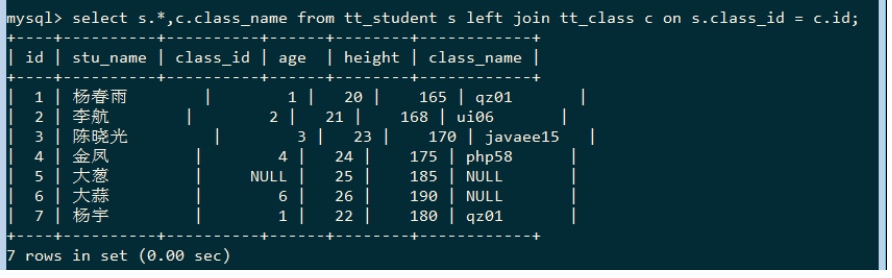 mysql> select s.*,c.class_name from tt_student s left join tt_class c on s.class_id = c.id;
+----+----------+----------+------+--------+------------+
| id | stu_name | class_id | age  | height | class_name |
+----+----------+----------+------+--------+------------+
|  1 | 杨春雨        |        1 |   20 |    165 | qz01       |
|  2 | 李航        |        2 |   21 |    168 | ui06       |
|  3 | 陈晓光        |        3 |   23 |    170 | javaee15   |
|  4 | 金凤        |        4 |   24 |    175 | php58      |
|  5 | 大葱        |     NULL |   25 |    185 | NULL       |
|  6 | 大蒜        |        6 |   26 |    190 | NULL       |
|  7 | 杨宇        |        1 |   22 |    180 | qz01       |
+----+----------+----------+------+--------+------------+
7 rows in set (0.00 sec)